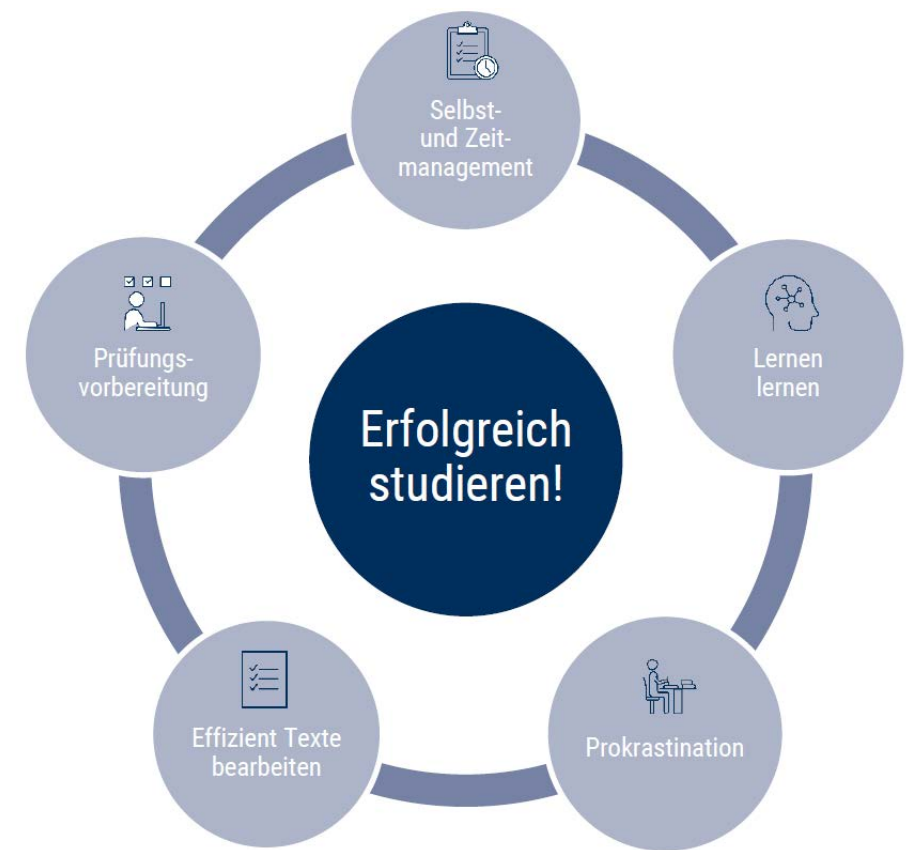 Selbst-
und Zeit-
management
Lernen
lernen
Prokrastination
Effizient Texte
bearbeiten
Prüfungs-
vorbereitung
Erfolgreich
studieren!